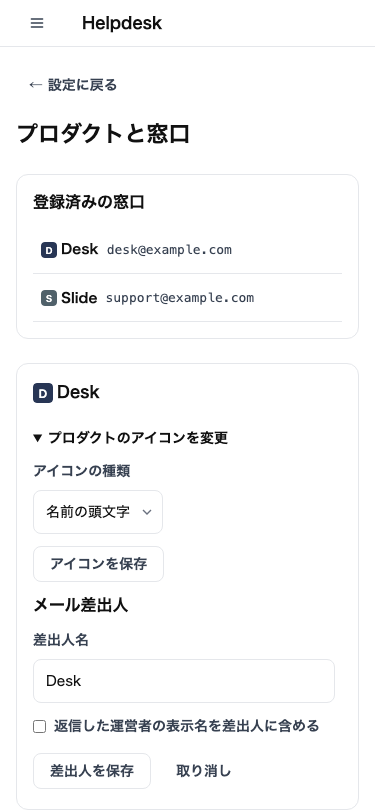 Helpdesk
← 設定に戻る
プロダクトと窓口
登録済みの窓口
D Desk desk@example.com
S Slide support@example.com
D Desk
▼ プロダクトのアイコンを変更
アイコンの種類
名前の頭文字
アイコンを保存
メール差出人
差出人名
Desk
返信した運営者の表示名を差出人に含める
差出人を保存 取り消し